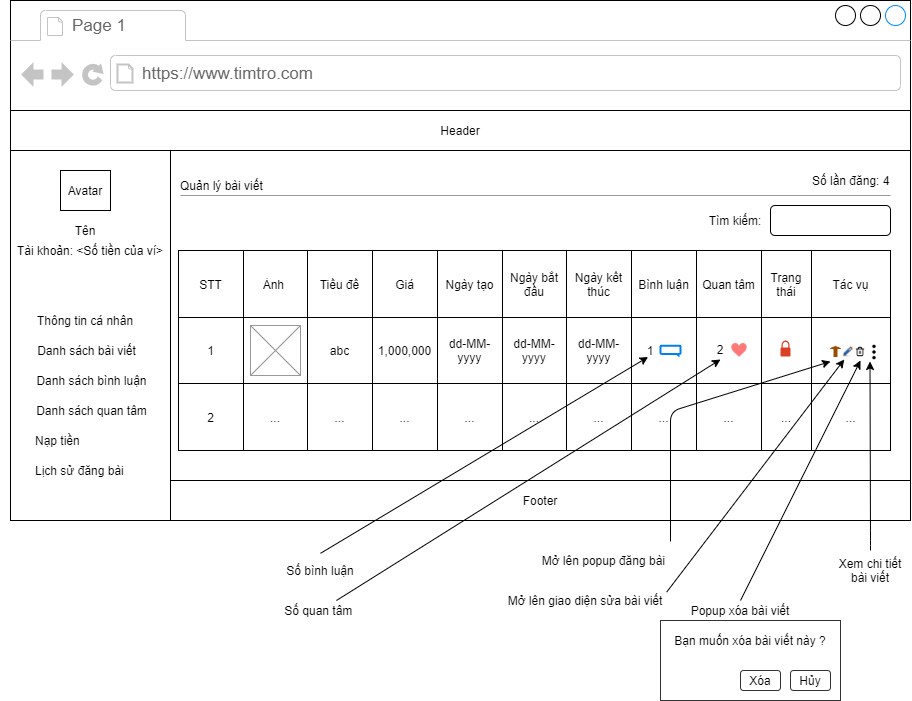 Page 1
https://www.timtro.com
Header
Avatar
Tên
Tài khoản: <Số tiền của ví>
Thông tin cá nhân
Danh sách bài viết
Danh sách bình luận
Danh sách quan tâm
Nạp tiền
Lịch sử đăng bài
Quản lý bài viết
Số lần đăng: 4
Tìm kiếm:
STT
Ảnh
Tiêu đề
Giá
Ngày tạo
Ngày bắt
đầu
Ngày kết
thúc
Bình luận
Quan tâm
Trạng
thái
Tác vụ
1
abc
1,000,000
dd-MM-
yyyy
dd-MM-
yyyy
dd-MM-
yyyy
1
2
2
...
...
...
...
...
...
...
...
...
...
Footer
Số bình luận
Số quan tâm
Mở lên popup đăng bài
Mở lên giao diện sửa bài viết
Popup xóa bài viết
Xem chi tiết
bài viết
Bạn muốn xóa bài viết này ?
Xóa
Hủy